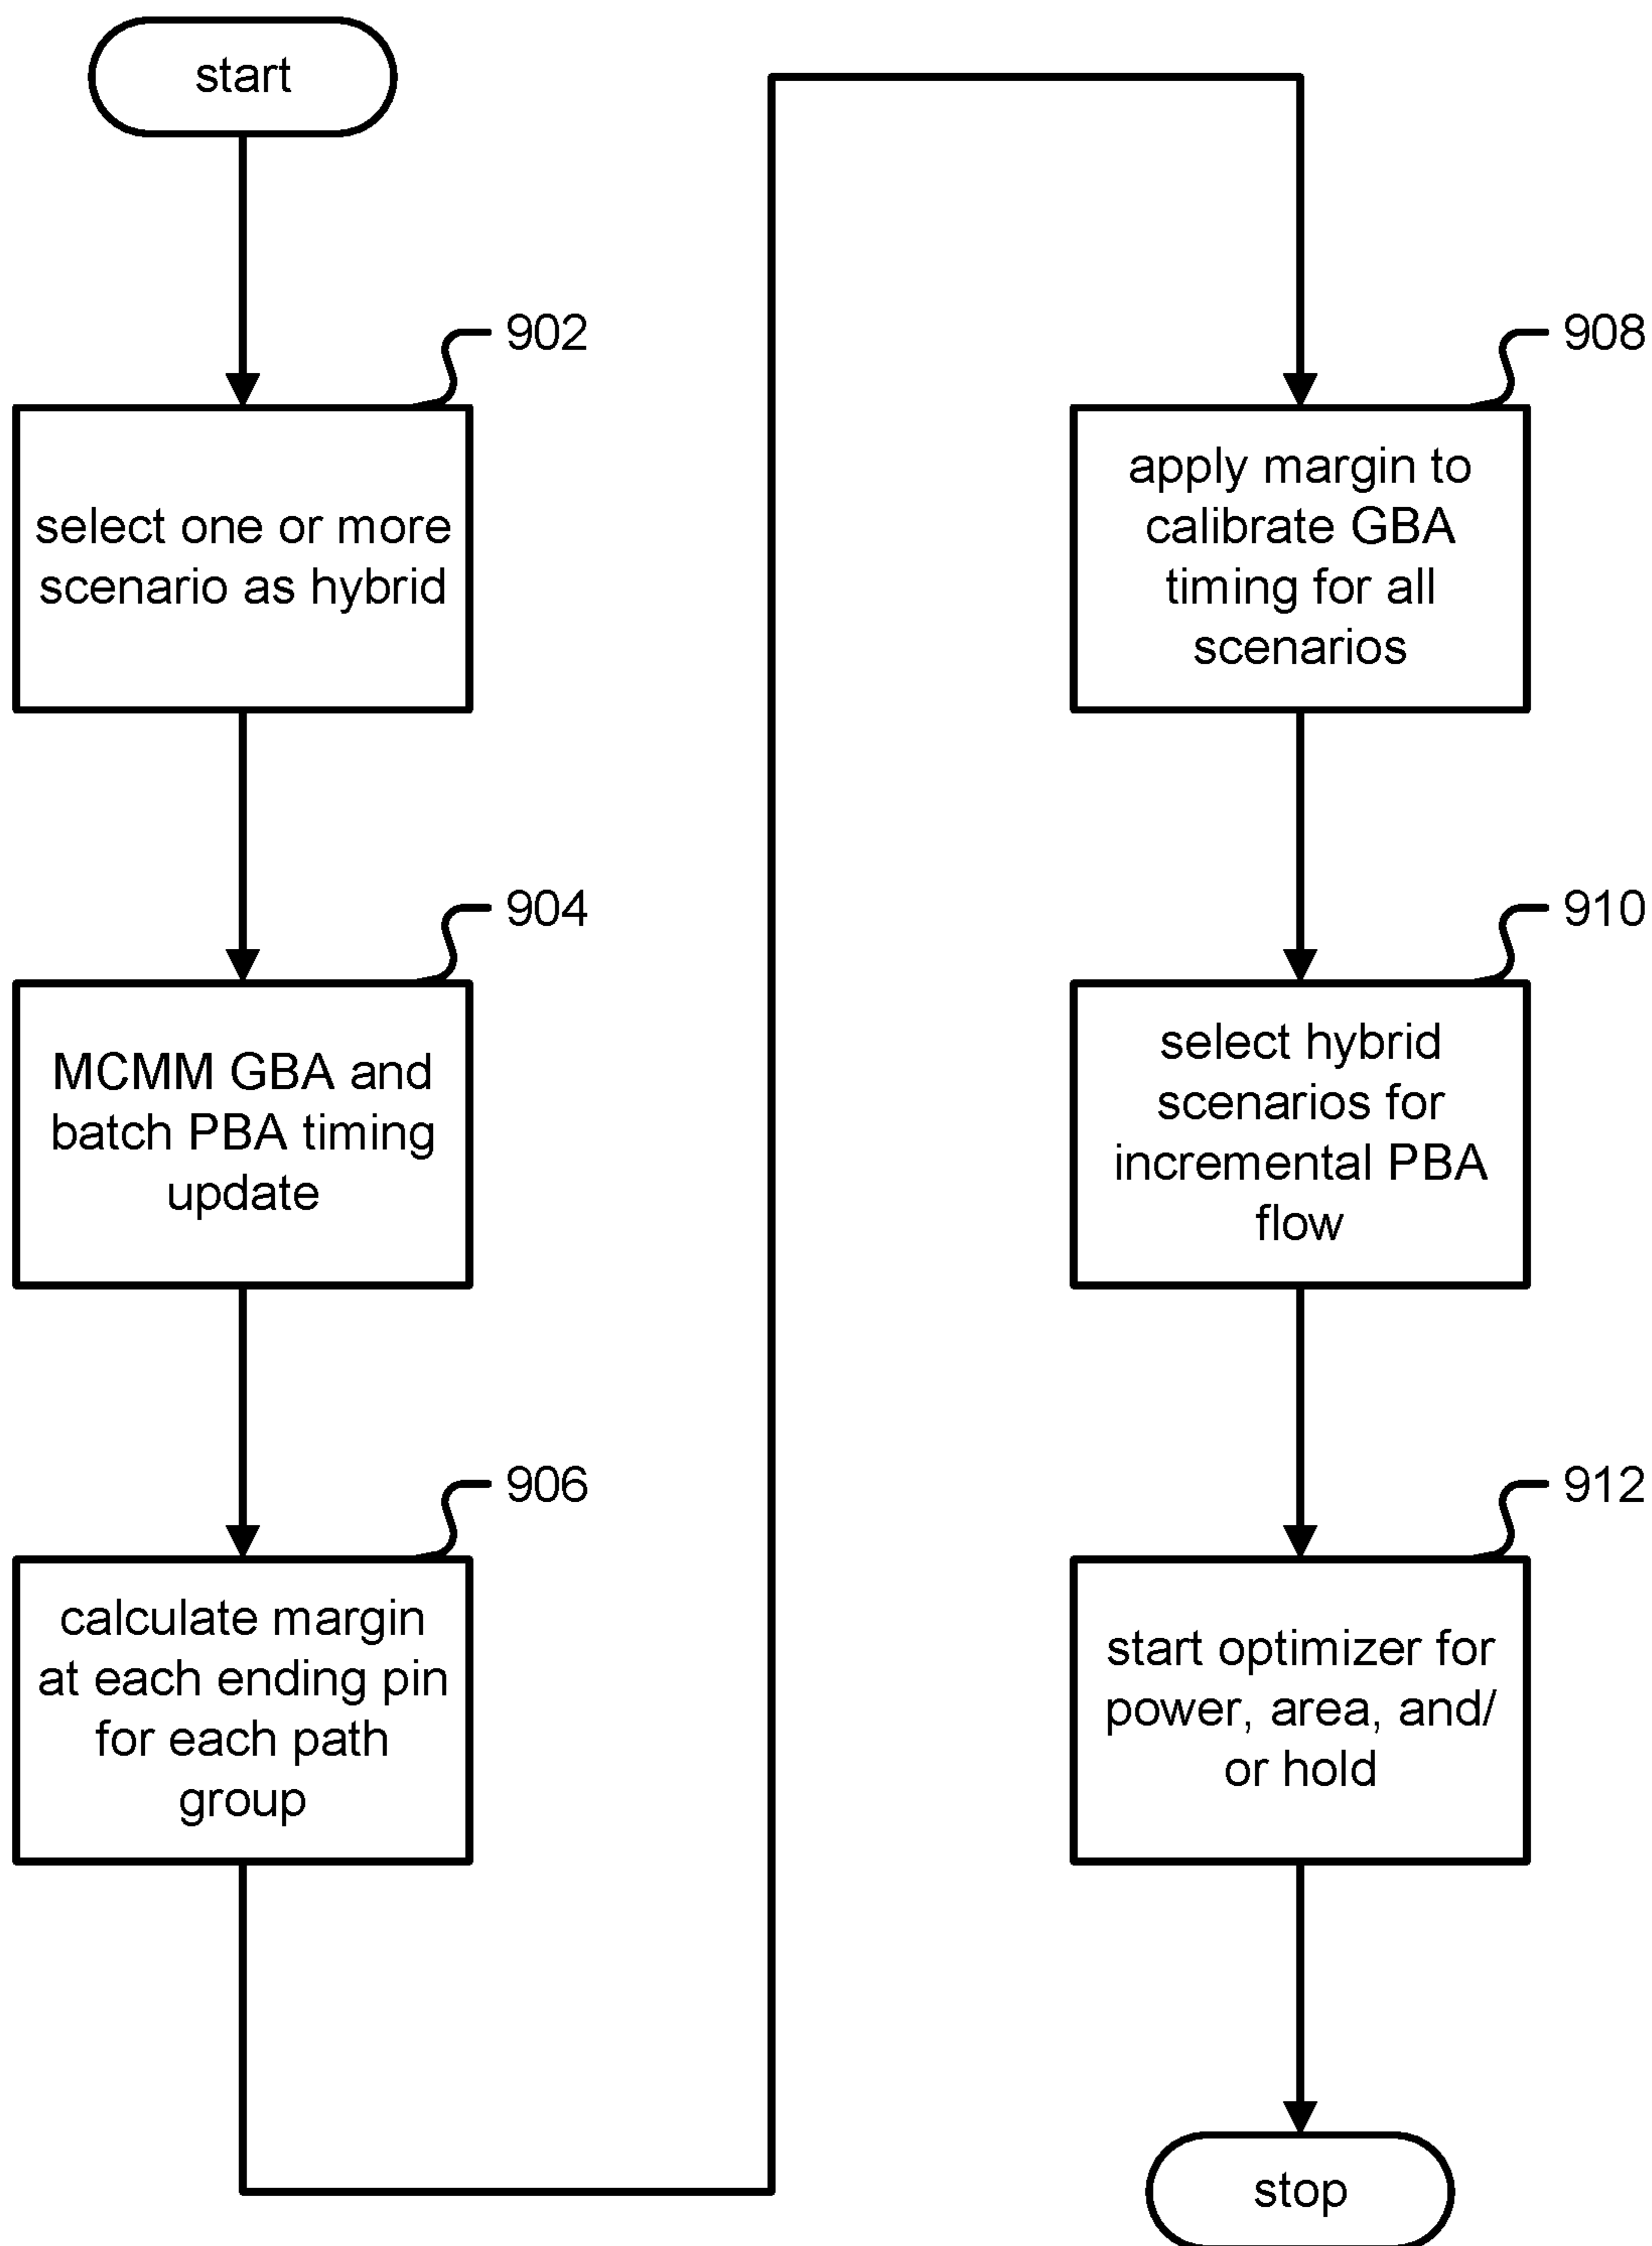 start
902
select one or more
scenario as hybrid
904
MCMM GBA and
batch PBA timing
update
906
calculate margin
at each ending pin
for each path
group
908
apply margin to
calibrate GBA
timing for all
scenarios
910
select hybrid
scenarios for
incremental PBA
flow
912
start optimizer for
power, area, and/
or hold
stop